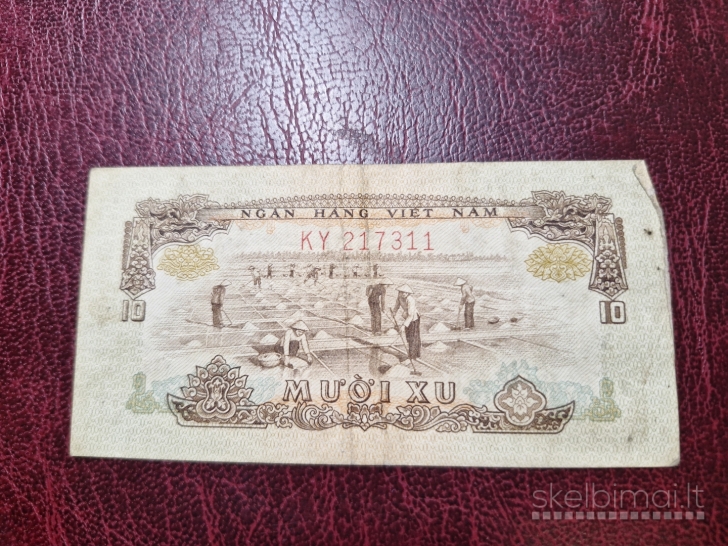 NGÂN HÀNG VIỆT NAM
KY 217311
10 10
MƯỜI XU
skelbimai.lt